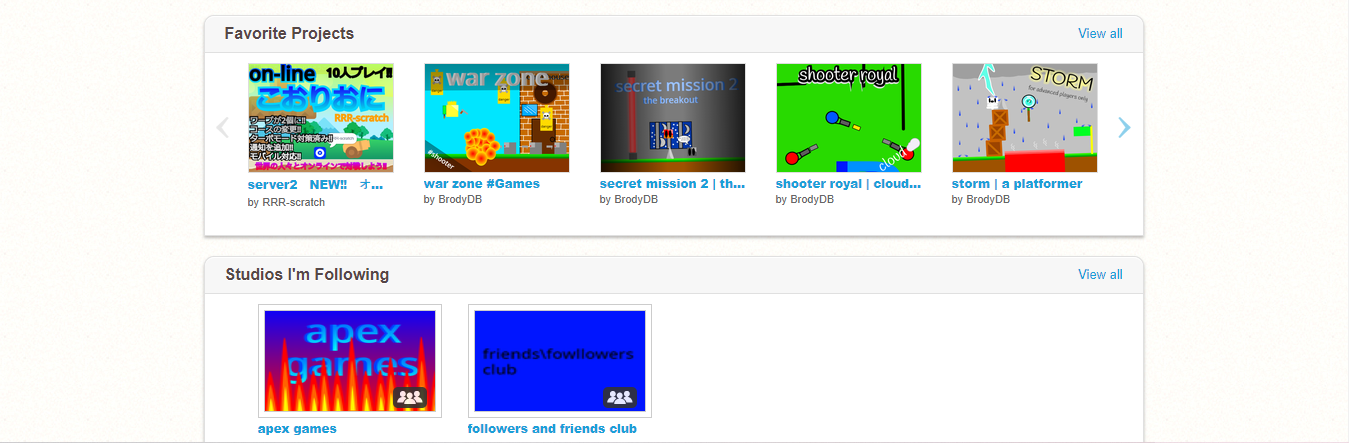 Favorite Projects
View all
on-line 10人プレイ!!
こおりおに
RRR-scratch
ワープが2個に!!
コースの変更!!
ターボモード対策済み!!
通知を追加!!
モバイル対応!!
世界の人々とオンラインで対戦しよう!!
server2 NEW!! オ...
by RRR-scratch
war zone
#shooter
war zone #Games
by BrodyDB
secret mission 2
the breakout
secret mission 2 | th...
by BrodyDB
shooter royal
cloud
shooter royal | cloud...
by BrodyDB
STORM
for advanced players only
storm | a platformer
by BrodyDB
Studios I'm Following
View all
apex
games
apex games
friends\fowllowers
club
followers and friends club